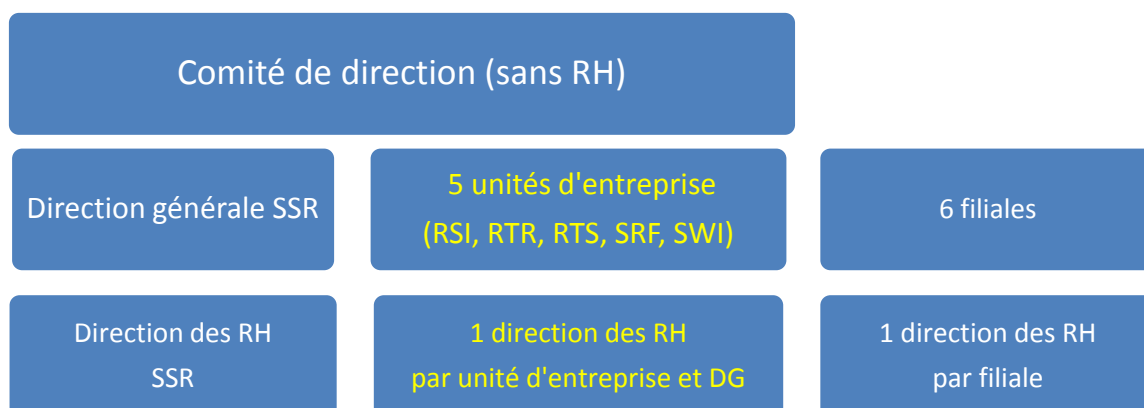 Comité de direction (sans RH)
Direction générale SSR
5 unités d'entreprise
(RSI, RTR, RTS, SRF, SWI)
6 filiales
Direction des RH
SSR
1 direction des RH
par unité d'entreprise et DG
1 direction des RH
par filiale